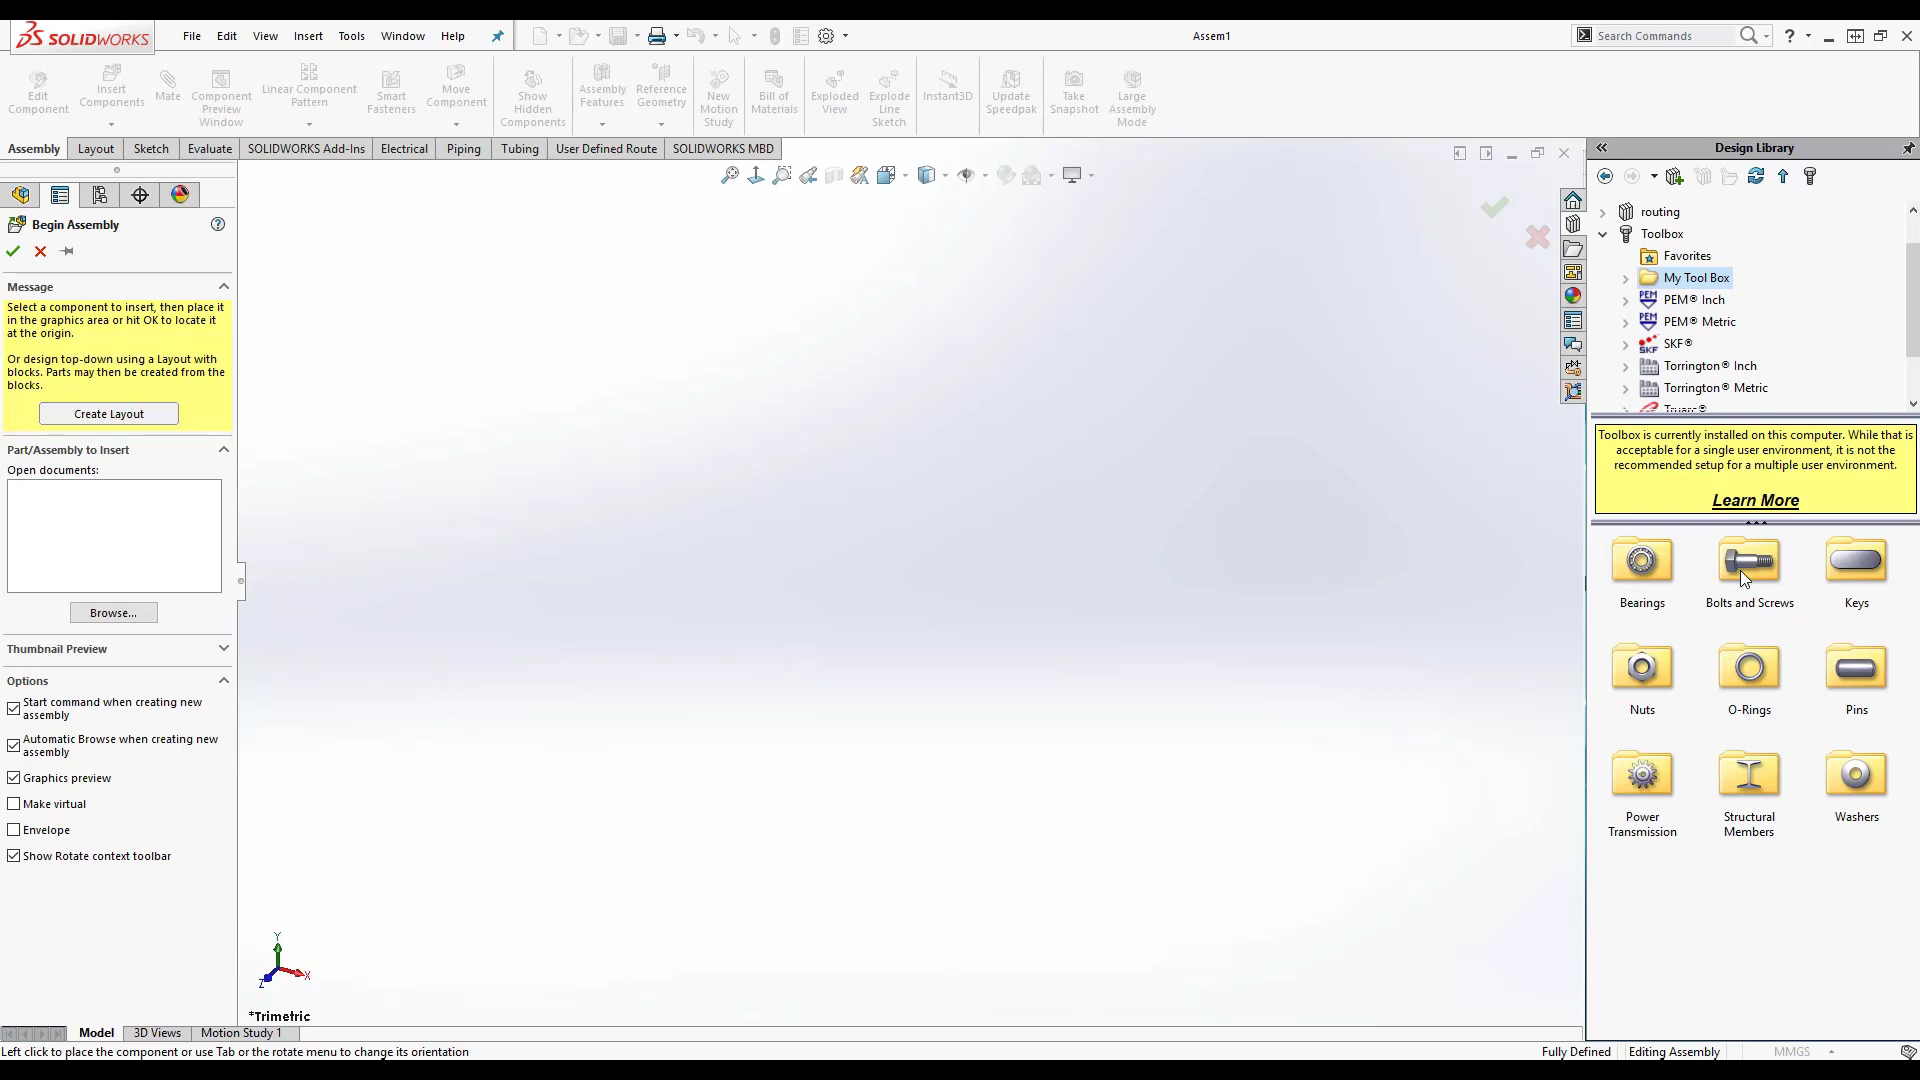 SOLIDWORKS
File Edit View Insert Tools Window Help
Assem1
Search Commands
Edit Component
Insert Components
Mate
Component Preview Window
Linear Component Pattern
Smart Fasteners
Move Component
Show Hidden Components
Assembly Features
Reference Geometry
New Motion Study
Bill of Materials
Exploded View
Explode Line Sketch
Instant3D
Update Speedpak
Take Snapshot
Large Assembly Mode
Assembly Layout Sketch Evaluate SOLIDWORKS Add-Ins Electrical Piping Tubing User Defined Route SOLIDWORKS MBD
Begin Assembly
Message
Select a component to insert, then place it
in the graphics area or hit OK to locate it
at the origin.
Or design top-down using a Layout with
blocks. Parts may then be created from the
blocks.
Create Layout
Part/Assembly to Insert
Open documents:
Browse...
Thumbnail Preview
Options
Start command when creating new
assembly
Automatic Browse when creating new
assembly
Graphics preview
Make virtual
Envelope
Show Rotate context toolbar
Y
X
Z
*Trimetric
Design Library
routing
Toolbox
Favorites
My Tool Box
PEM® Inch
PEM® Metric
SKF®
Torrington® Inch
Torrington® Metric
Truarc®
Toolbox is currently installed on this computer. While that is
acceptable for a single user environment, it is not the
recommended setup for a multiple user environment.
Learn More
Bearings
Bolts and Screws
Keys
Nuts
O-Rings
Pins
Power
Transmission
Structural
Members
Washers
Model 3D Views Motion Study 1
Left click to place the component or use Tab or the rotate menu to change its orientation
Fully Defined Editing Assembly MMGS